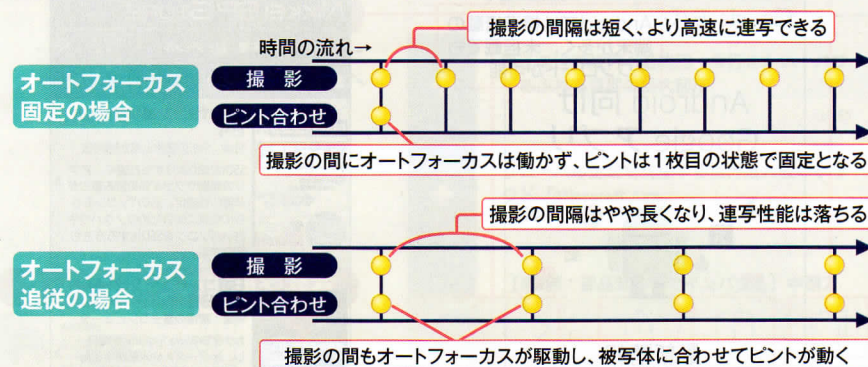 撮影の間隔は短く、より高速に連写できる
時間の流れ→
オートフォーカス
固定の場合
撮 影
ピント合わせ
撮影の間にオートフォーカスは働かず、ピントは1枚目の状態で固定となる
撮影の間隔はやや長くなり、連写性能は落ちる
オートフォーカス
追従の場合
撮 影
ピント合わせ
撮影の間もオートフォーカスが駆動し、被写体に合わせてピントが動く